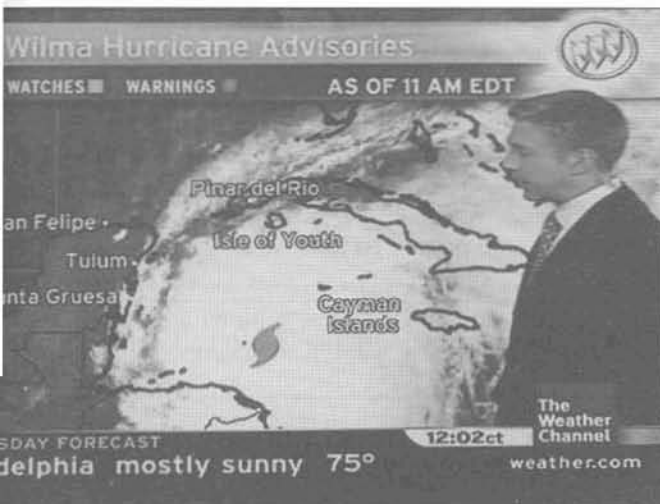 Wilma Hurricane Advisories
WATCHES WARNINGS AS OF 11 AM EDT
Pinar del Rio
an Felipe
Isle of Youth
Tulum
nta Gruesa
Cayman
Islands
The
Weather
Channel
SDAY FORECAST
12:02ct
delphia mostly sunny 75°
weather.com